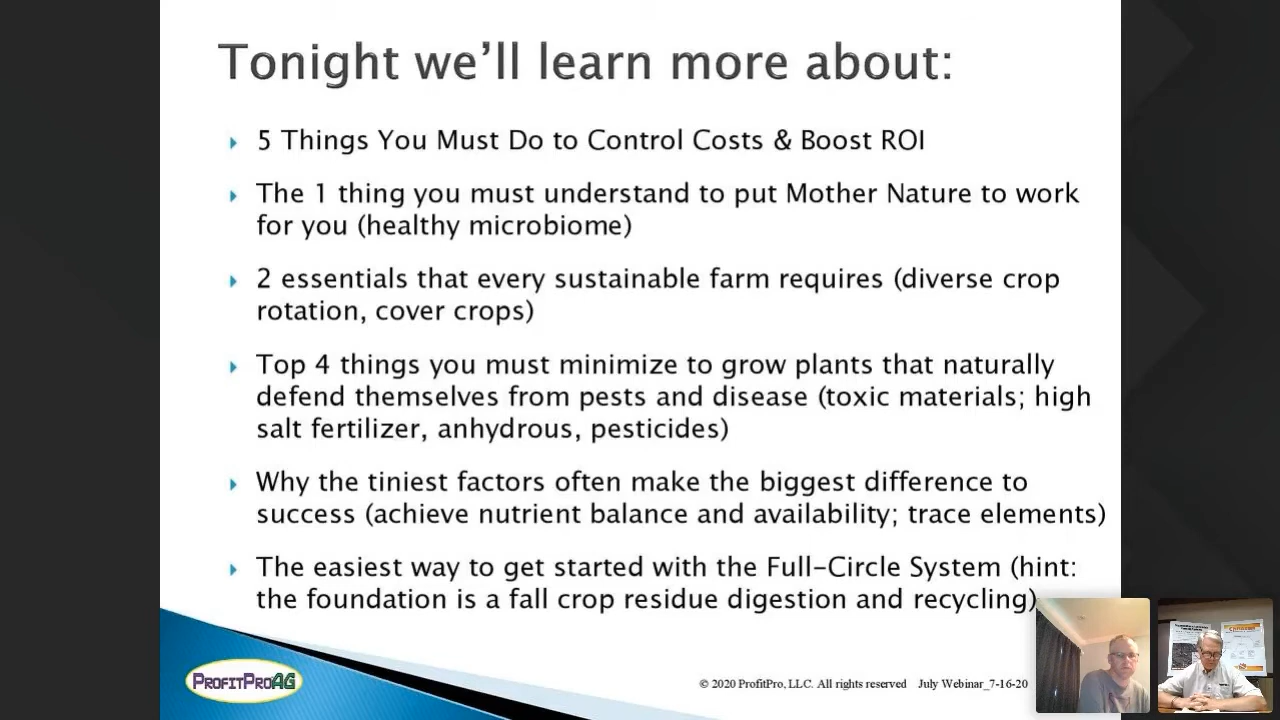 Tonight we'll learn more about:
5 Things You Must Do to Control Costs & Boost ROI
The 1 thing you must understand to put Mother Nature to work
for you (healthy microbiome)
2 essentials that every sustainable farm requires (diverse crop
rotation, cover crops)
Top 4 things you must minimize to grow plants that naturally
defend themselves from pests and disease (toxic materials; high
salt fertilizer, anhydrous, pesticides)
Why the tiniest factors often make the biggest difference to
success (achieve nutrient balance and availability; trace elements)
The easiest way to get started with the Full-Circle System (hint:
the foundation is a fall crop residue digestion and recycling)
PROFITPROAG
© 2020 ProfitPro, LLC. All rights reserved July Webinar_7-16-20